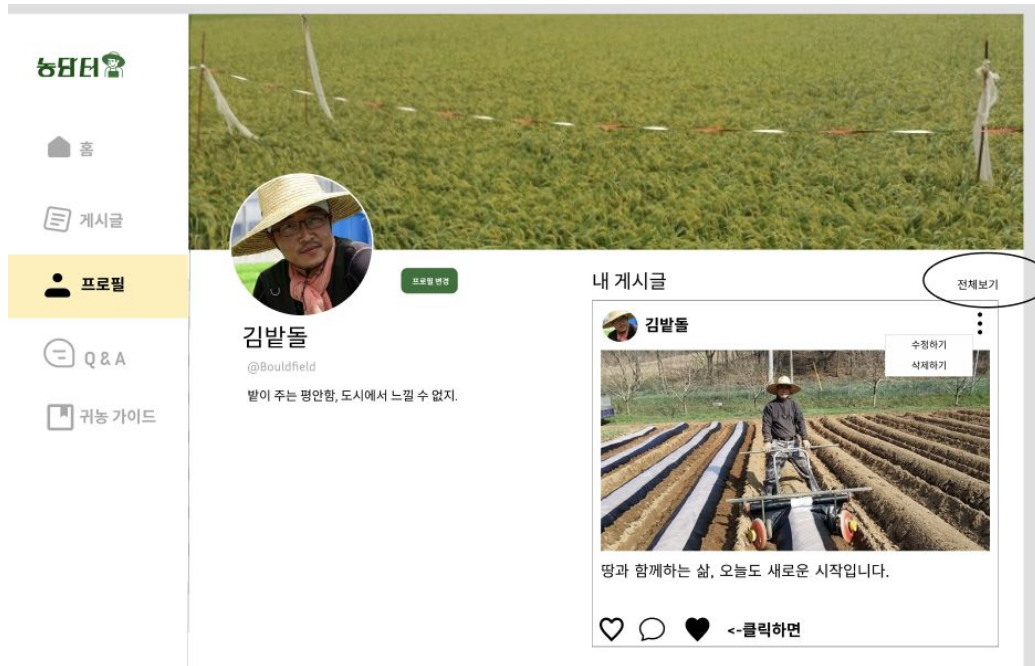 농담터
홈
게시글
프로필
Q & A
귀농 가이드
프로필 변경
김밭돌
@Bouldfield
밭이 주는 평안함, 도시에서 느낄 수 없지.
내 게시글
전체보기
김밭돌
수정하기
삭제하기
땅과 함께하는 삶, 오늘도 새로운 시작입니다.
<-클릭하면